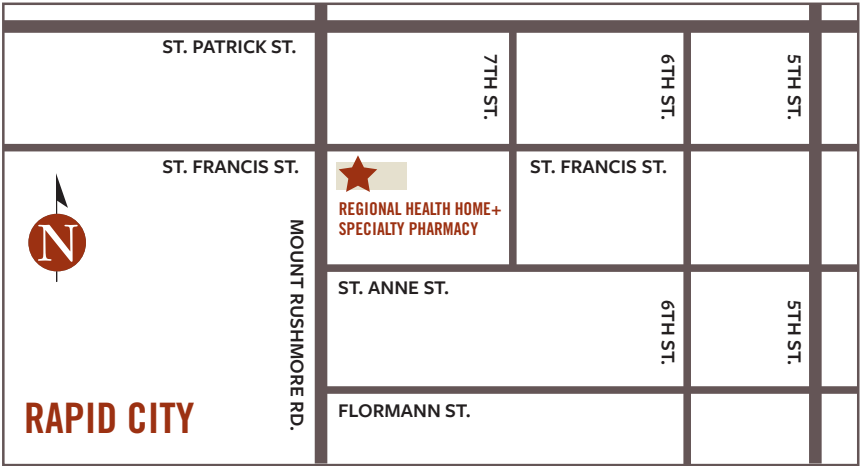 ST. PATRICK ST.
7TH ST.
6TH ST.
5TH ST.
ST. FRANCIS ST.
ST. FRANCIS ST.
REGIONAL HEALTH HOME+
SPECIALTY PHARMACY
N
MOUNT RUSHMORE RD.
ST. ANNE ST.
6TH ST.
5TH ST.
RAPID CITY
FLORMANN ST.